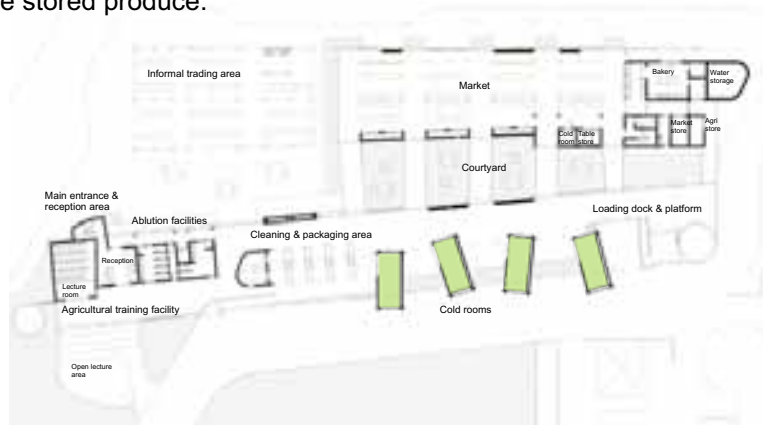 e stored produce.
Informal trading area
Market
Bakery
Water
storage
Cold
room
Table
store
Market
store
Agri
store
Courtyard
Main entrance &
reception area
Ablution facilities
Loading dock & platform
Cleaning & packaging area
Reception
Lecture
room
Agricultural training facility
Cold rooms
Open lecture
area